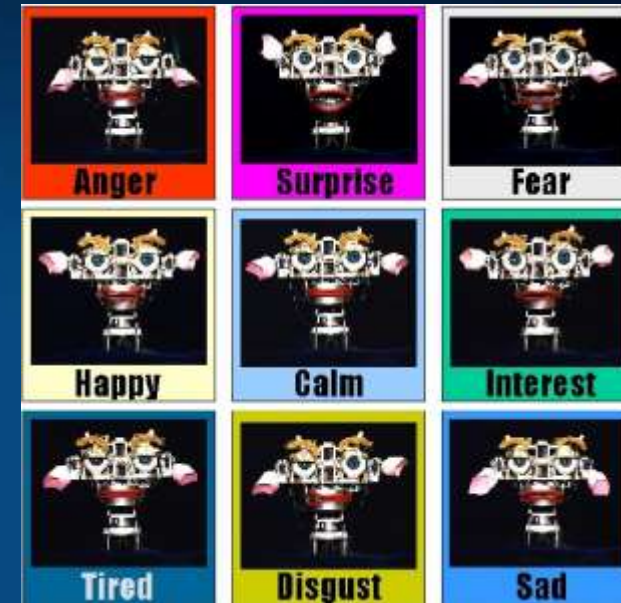 Anger
Surprise
Fear
Happy
Calm
Interest
Tired
Disgust
Sad